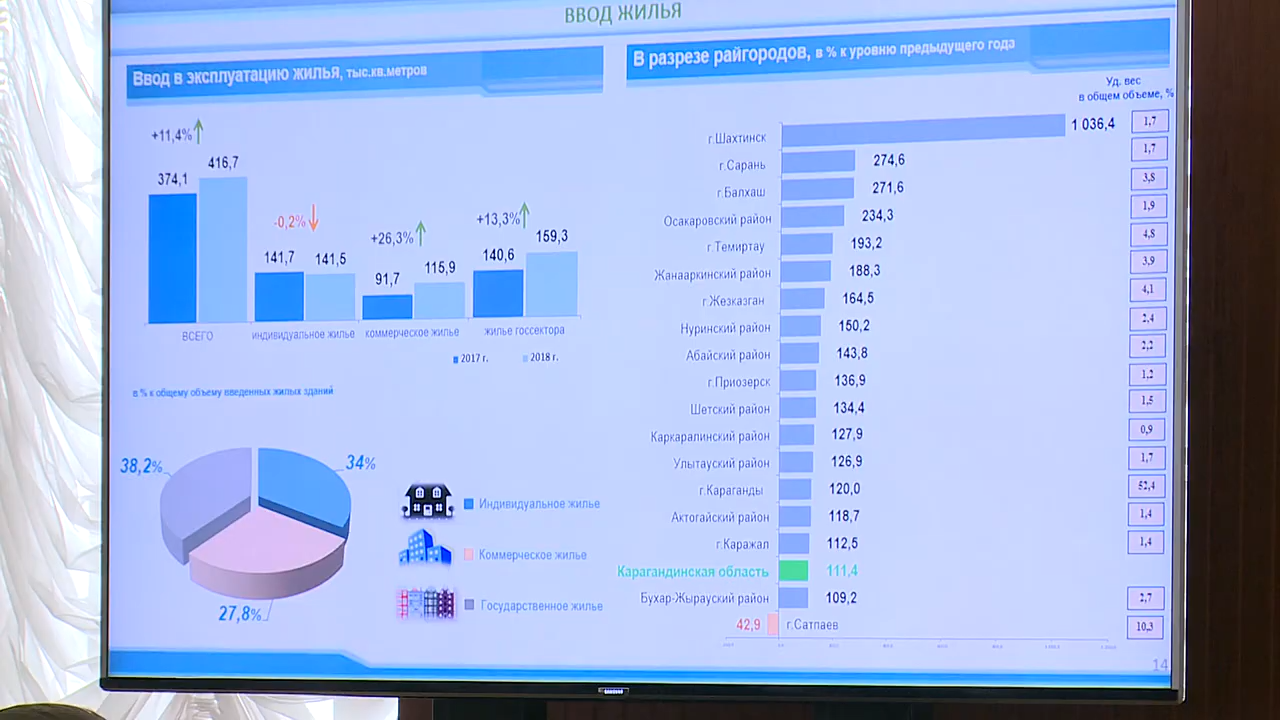 ВВОД ЖИЛЬЯ
Ввод в эксплуатацию жилья, тыс.кв.метров
+11,4%
374,1
416,7
-0,2%
141,7
141,5
+26,3%
91,7
115,9
+13,3%
140,6
159,3
ВСЕГО
индивидуальное жилье
коммерческое жилье
жилье госсектора
2017 г.
2018 г.
в % к общему объему введенных жилых зданий
38,2%
34%
27,8%
Индивидуальное жилье
Коммерческое жилье
Государственное жилье
В разрезе райгородов, в % к уровню предыдущего года
Уд. вес
в общем объеме, %
г.Шахтинск 1 036,4 1,7
г.Сарань 274,6 1,7
г.Балхаш 271,6 3,8
Осакаровский район 234,3 1,9
г.Темиртау 193,2 4,8
Жанааркинский район 188,3 3,9
г.Жезказган 164,5 4,1
Нуринский район 150,2 2,4
Абайский район 143,8 2,2
г.Приозерск 136,9 1,2
Шетский район 134,4 1,5
Каркаралинский район 127,9 0,9
Улытауский район 126,9 1,7
г.Караганды 120,0 52,4
Актогайский район 118,7 1,4
г.Каражал 112,5 1,4
Карагандинская область 111,4
Бухар-Жырауский район 109,2 2,7
42,9 г.Сатпаев 10,3
14
SAMSUNG